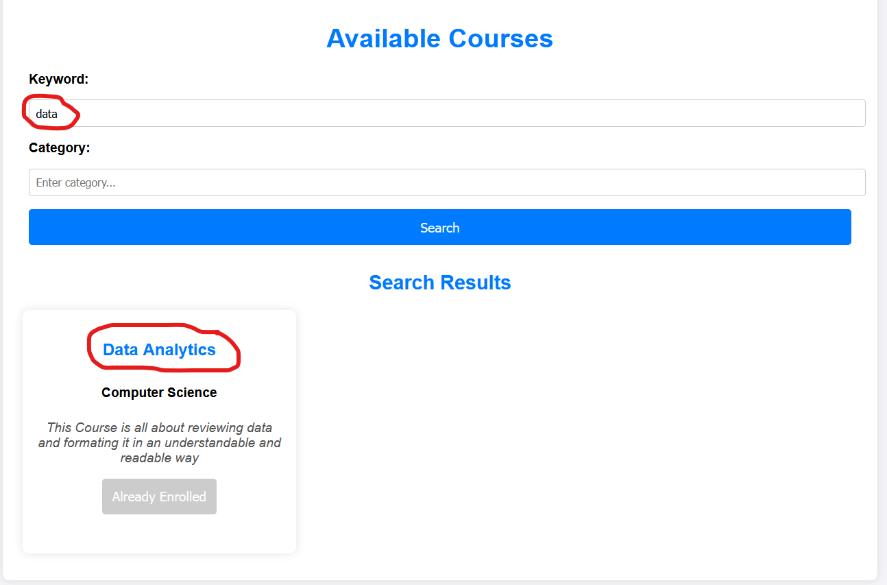 Available Courses
Keyword:
data
Category:
Enter category...
Search
Search Results
Data Analytics
Computer Science
This Course is all about reviewing data
and formating it in an understandable and
readable way
Already Enrolled